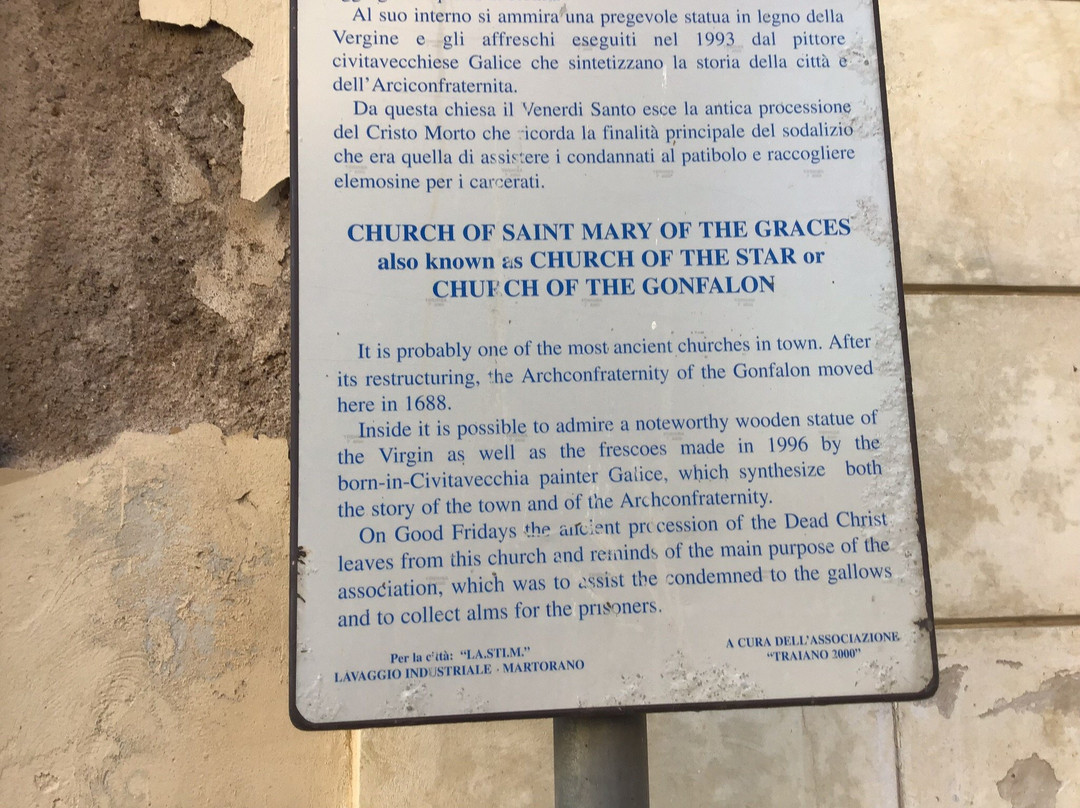 Al suo interno si ammira una pregevole statua in legno della
Vergine e gli affreschi eseguiti nel 1993 dal pittore
civitavecchiese Galice che sintetizzano la storia della città e
dell'Arciconfraternita.
Da questa chiesa il Venerdi Santo esce la antica processione
del Cristo Morto che ricorda la finalità principale del sodalizio
che era quella di assistere i condannati al patibolo e raccogliere
elemosine per i carcerati.
CHURCH OF SAINT MARY OF THE GRACES
also known as CHURCH OF THE STAR or
CHURCH OF THE GONFALON
It is probably one of the most ancient churches in town. After
its restructuring, the Archconfraternity of the Gonfalon moved
here in 1688.
Inside it is possible to admire a noteworthy wooden statue of
the Virgin as well as the frescoes made in 1996 by the
born-in-Civitavecchia painter Galice, which synthesize both
the story of the town and of the Archconfraternity.
On Good Fridays the ancient procession of the Dead Christ
leaves from this church and reminds of the main purpose of the
association, which was to assist the condemned to the gallows
and to collect alms for the prisoners.
Per la città: "LA.ST.I.M."
LAVAGGIO INDUSTRIALE - MARTORANO
A CURA DELL'ASSOCIAZIONE
"TRAIANO 2000"